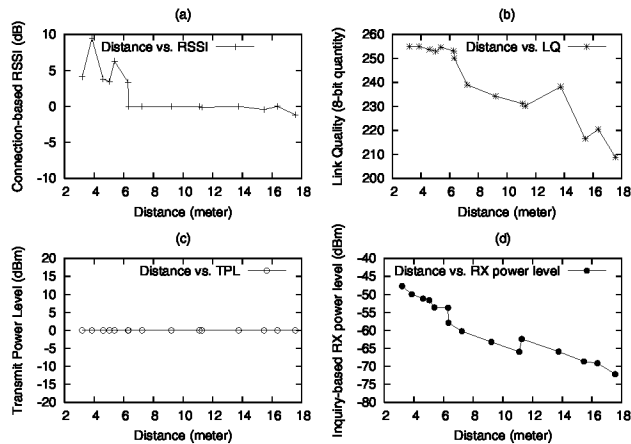 (a)
Connection-based RSSI (dB)
10
5
0
-5
-10
Distance vs. RSSI
2 4 6 8 10 12 14 16 18
Distance (meter)
(b)
Link Quality (8-bit quantity)
260
250
240
230
220
210
200
Distance vs. LQ
2 4 6 8 10 12 14 16 18
Distance (meter)
(c)
Transmit Power Level (dBm)
20
15
10
5
0
-5
-10
-15
-20
Distance vs. TPL
2 4 6 8 10 12 14 16 18
Distance (meter)
(d)
Inquiry-based RX power level (dBm)
-40
-45
-50
-55
-60
-65
-70
-75
-80
Distance vs. RX power level
2 4 6 8 10 12 14 16 18
Distance (meter)